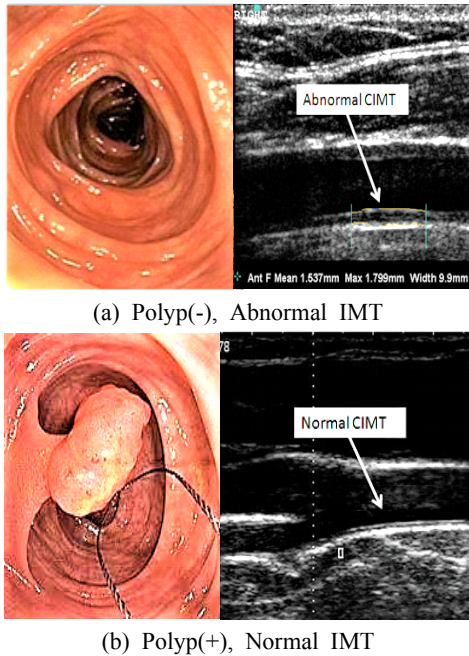 RIGHT
Abnormal CIMT
Ant F Mean 1.537mm Max 1.799mm Width 9.9mm
(a) Polyp(-), Abnormal IMT
78
Normal CIMT
(b) Polyp(+), Normal IMT